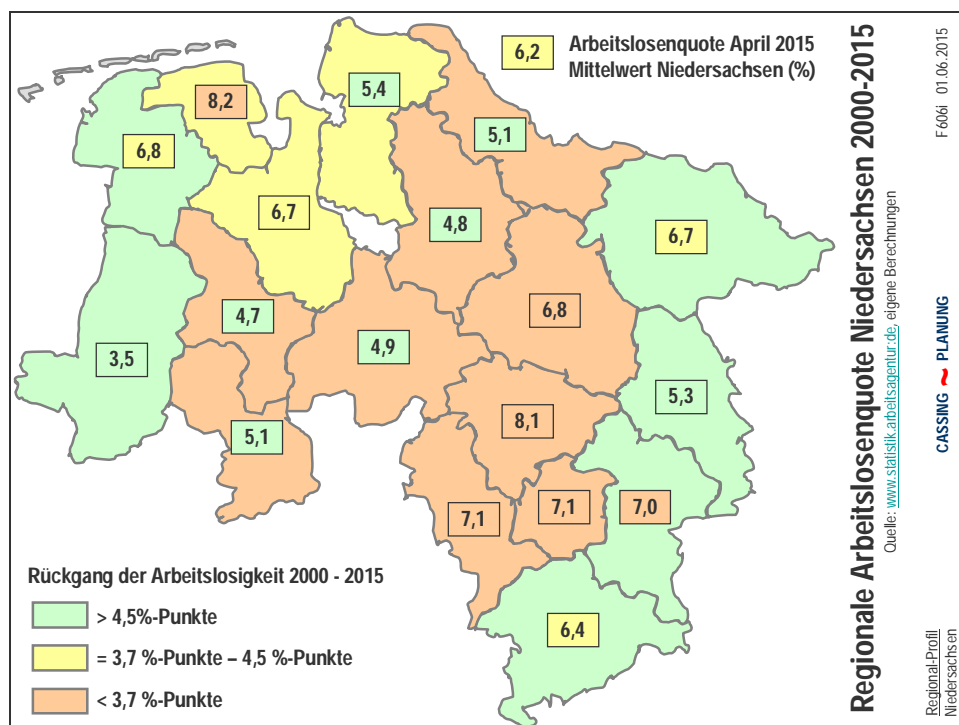 6,2
Arbeitslosenquote April 2015
Mittelwert Niedersachsen (%)
5,4
8,2
5,1
6,8
6,7
4,8
6,7
4,7
6,8
4,9
3,5
5,3
8,1
5,1
7,1
7,1
7,0
6,4
Rückgang der Arbeitslosigkeit 2000 - 2015
> 4,5%-Punkte
= 3,7 %-Punkte – 4,5 %-Punkte
< 3,7 %-Punkte
Regionale Arbeitslosenquote Niedersachsen 2000-2015
Quelle: www.statistik.arbeitsagentur.de, eigene Berechnungen
F606i 01.06.2015
CASSING ~ PLANUNG
Regional-Profil
Niedersachsen